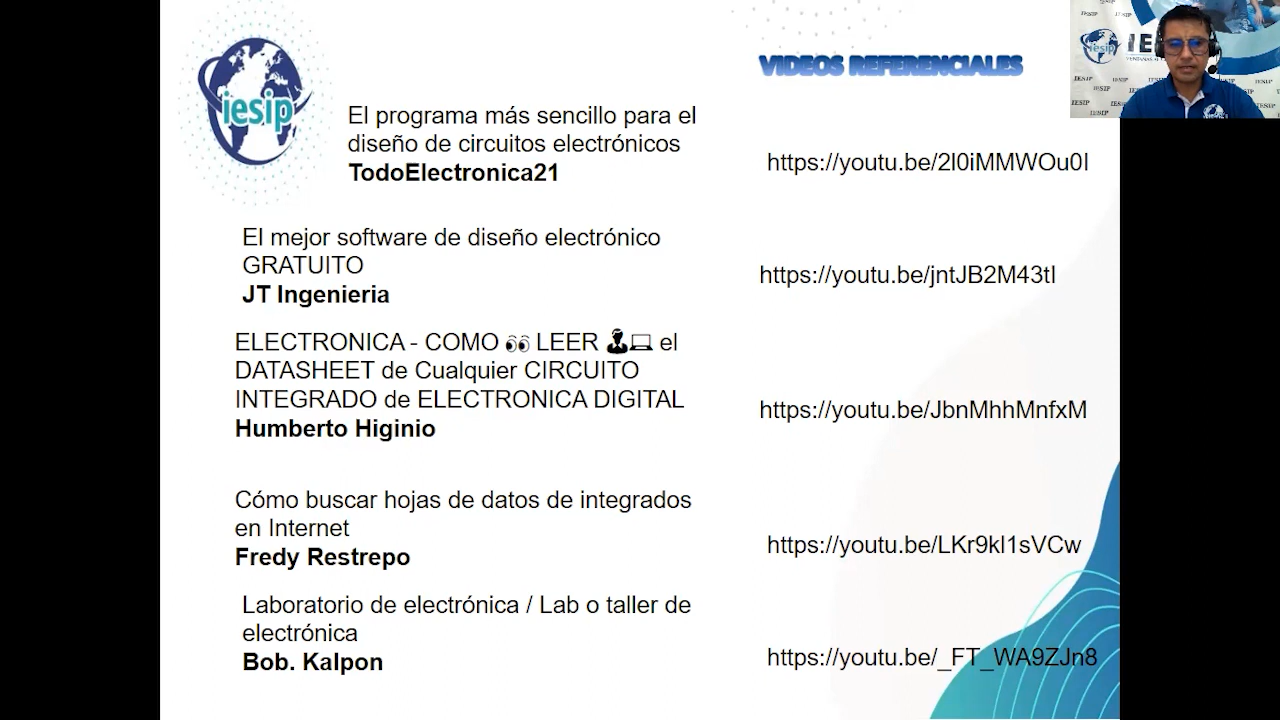 iesip
VIDEOS REFERENCIALES
El programa más sencillo para el
diseño de circuitos electrónicos
TodoElectronica21
https://youtu.be/2I0iMMWOu0I
El mejor software de diseño electrónico
GRATUITO
JT Ingenieria
https://youtu.be/jntJB2M43tI
ELECTRONICA - COMO 👀 LEER 👨‍💻 el
DATASHEET de Cualquier CIRCUITO
INTEGRADO de ELECTRONICA DIGITAL
Humberto Higinio
https://youtu.be/JbnMhhMnfxM
Cómo buscar hojas de datos de integrados
en Internet
Fredy Restrepo
https://youtu.be/LKr9kl1sVCw
Laboratorio de electrónica / Lab o taller de
electrónica
Bob. Kalpon
https://youtu.be/_FT_WA9ZJn8